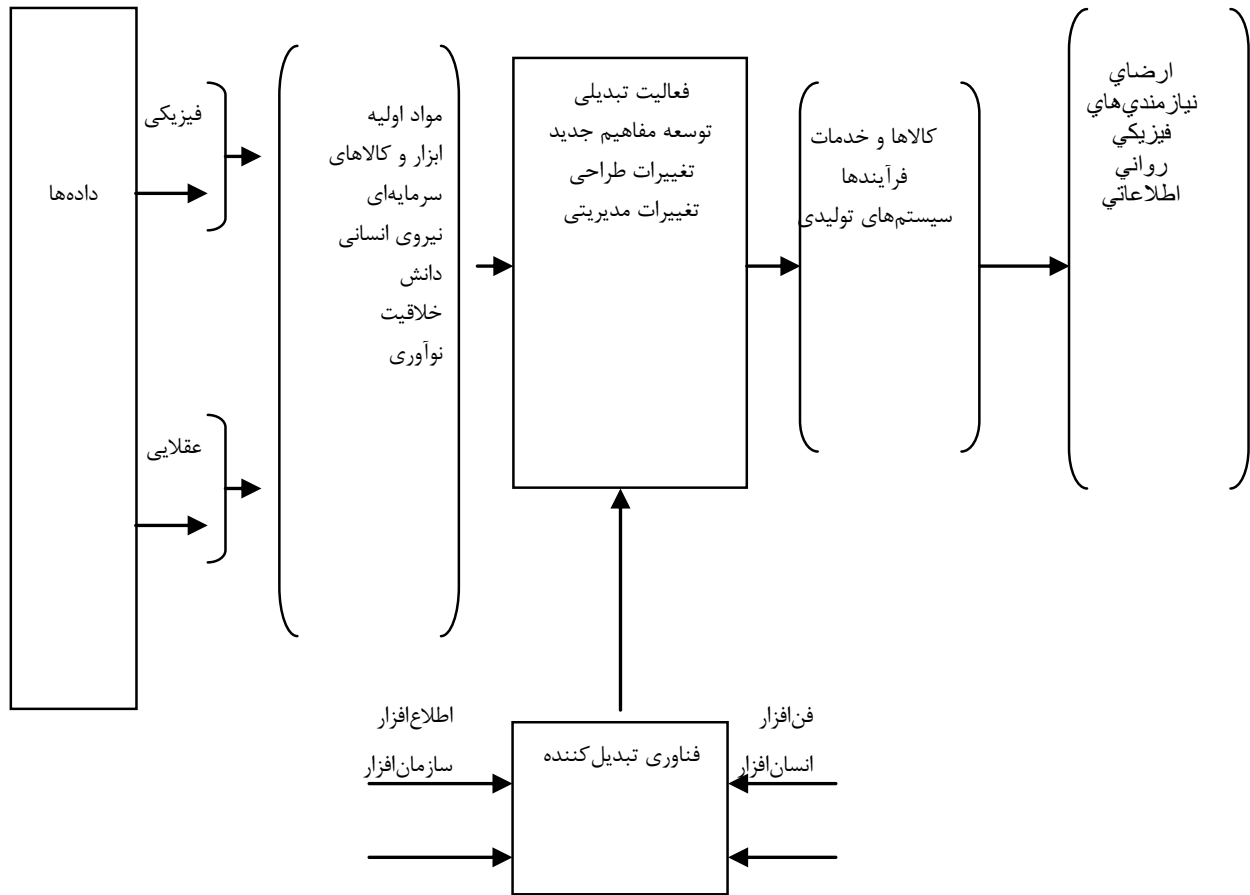 داده‌ها
فیزیکی
عقلایی
مواد اولیه
ابزار و کالاهای
سرمایه‌ای
نیروی انسانی
دانش
خلاقیت
نوآوری
فعالیت تبدیلی
توسعه مفاهیم جدید
تغییرات طراحی
تغییرات مدیریتی
کالاها و خدمات
فرآیندها
سیستم‌های تولیدی
ارضاي
نيازمندي‌هاي
فيزيكي
رواني
اطلاعاتي
اطلاع‌افزار
سازمان‌افزار
فناوری تبدیل‌کننده
فن‌افزار
انسان‌افزار